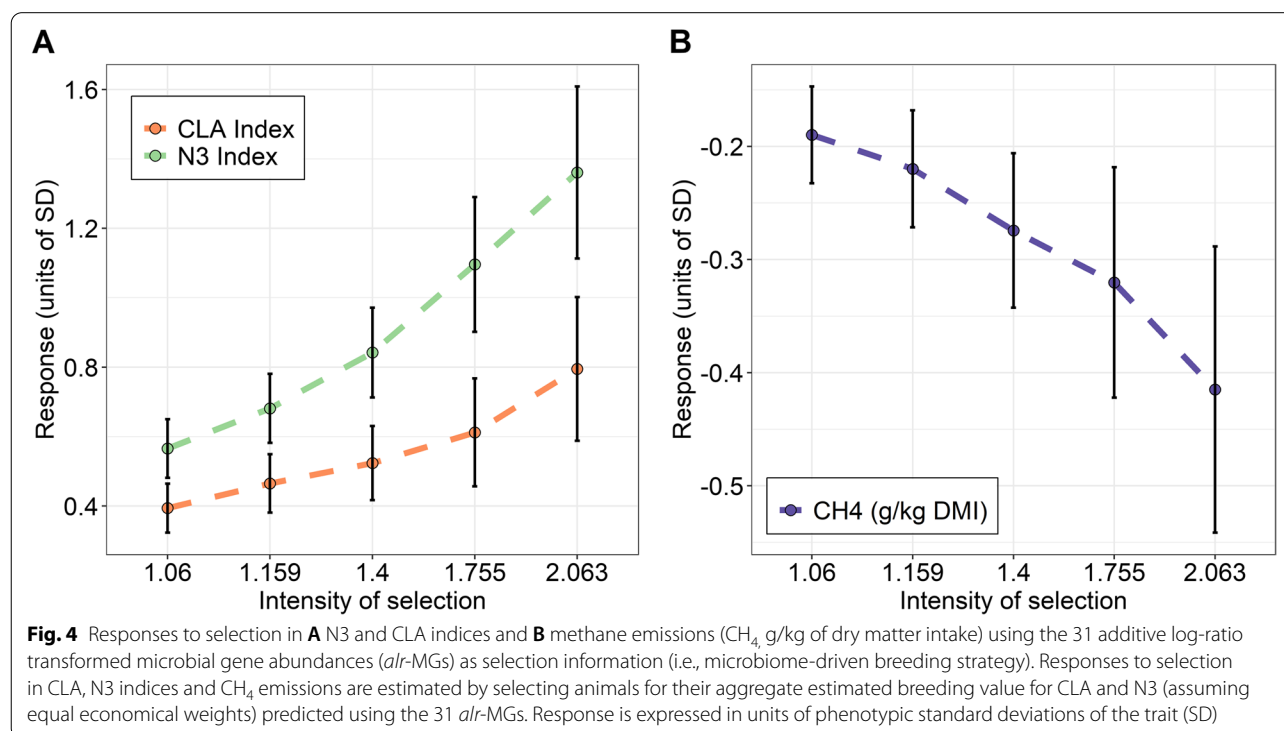 A
Response (units of SD)
1.6
1.2
0.8
0.4
CLA Index
N3 Index
1.06 1.159 1.4 1.755 2.063
Intensity of selection
B
Response (units of SD)
-0.2
-0.3
-0.4
-0.5
CH4 (g/kg DMI)
1.06 1.159 1.4 1.755 2.063
Intensity of selection
Fig. 4 Responses to selection in A N3 and CLA indices and B methane emissions (CH4, g/kg of dry matter intake) using the 31 additive log-ratio
transformed microbial gene abundances (alr-MGs) as selection information (i.e., microbiome-driven breeding strategy). Responses to selection
in CLA, N3 indices and CH4 emissions are estimated by selecting animals for their aggregate estimated breeding value for CLA and N3 (assuming
equal economical weights) predicted using the 31 alr-MGs. Response is expressed in units of phenotypic standard deviations of the trait (SD)